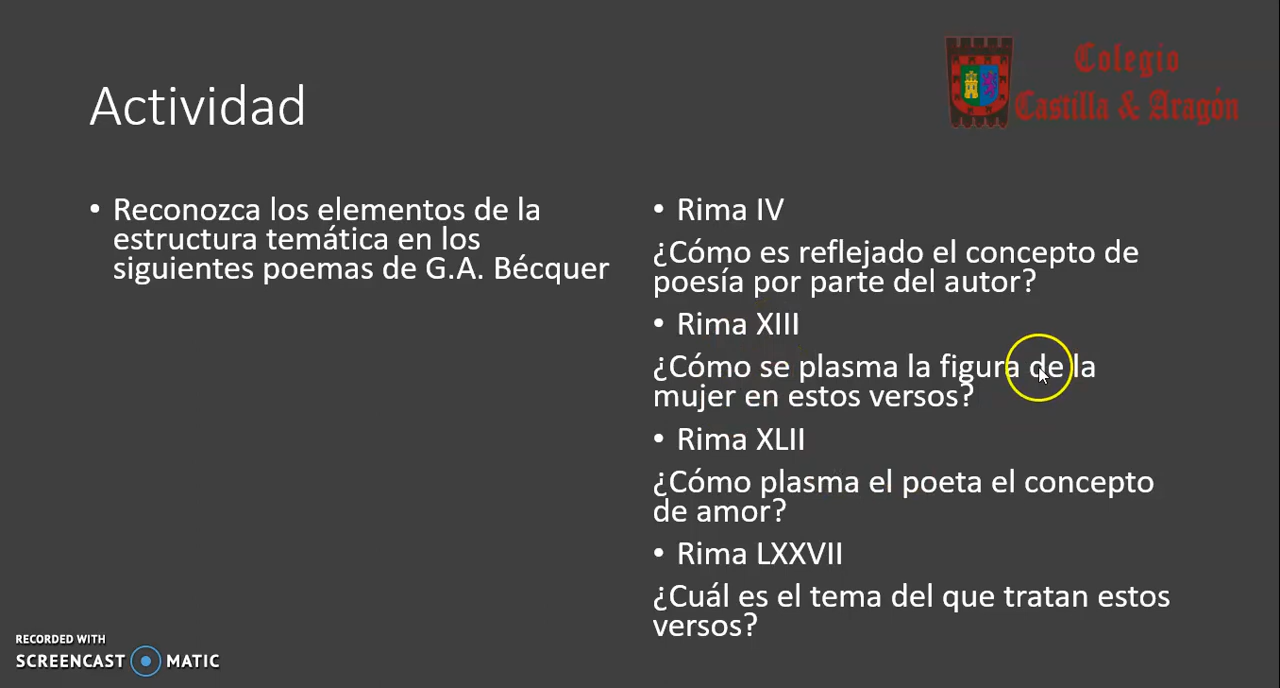 Colegio
Castilla & Aragón
Actividad
• Reconozca los elementos de la
estructura temática en los
siguientes poemas de G.A. Bécquer
• Rima IV
¿Cómo es reflejado el concepto de
poesía por parte del autor?
• Rima XIII
¿Cómo se plasma la figura de la
mujer en estos versos?
• Rima XLII
¿Cómo plasma el poeta el concepto
de amor?
• Rima LXXVII
¿Cuál es el tema del que tratan estos
versos?
RECORDED WITH
SCREENCAST MATIC